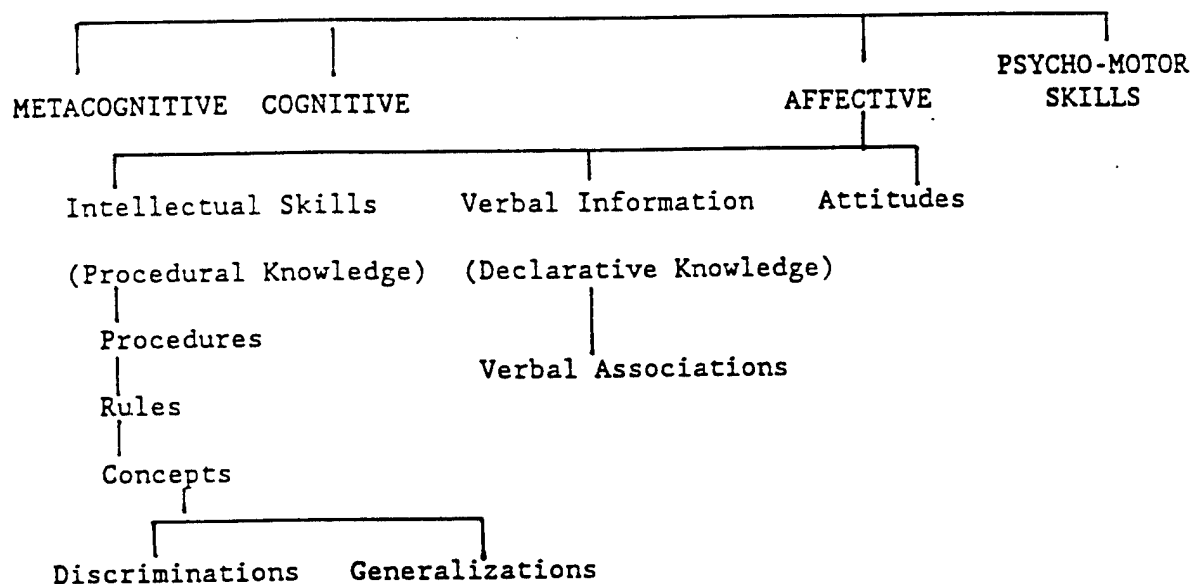 PSYCHO-MOTOR
METACOGNITIVE COGNITIVE AFFECTIVE SKILLS
Intellectual Skills Verbal Information Attitudes
(Procedural Knowledge) (Declarative Knowledge)
Procedures
Verbal Associations
Rules
Concepts
Discriminations Generalizations